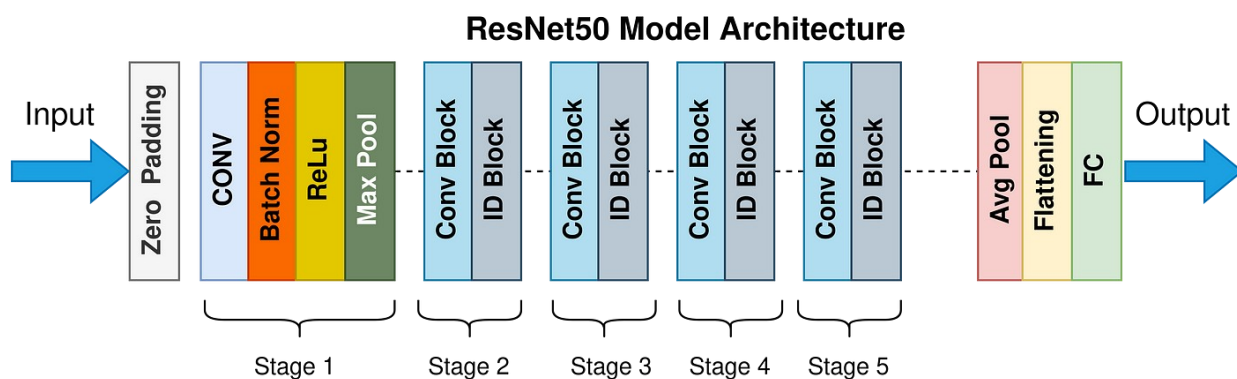 ResNet50 Model Architecture
Input
Zero Padding
CONV
Batch Norm
ReLu
Max Pool
Conv Block
ID Block
Conv Block
ID Block
Conv Block
ID Block
Conv Block
ID Block
Avg Pool
Flattening
FC
Output
Stage 1
Stage 2
Stage 3
Stage 4
Stage 5